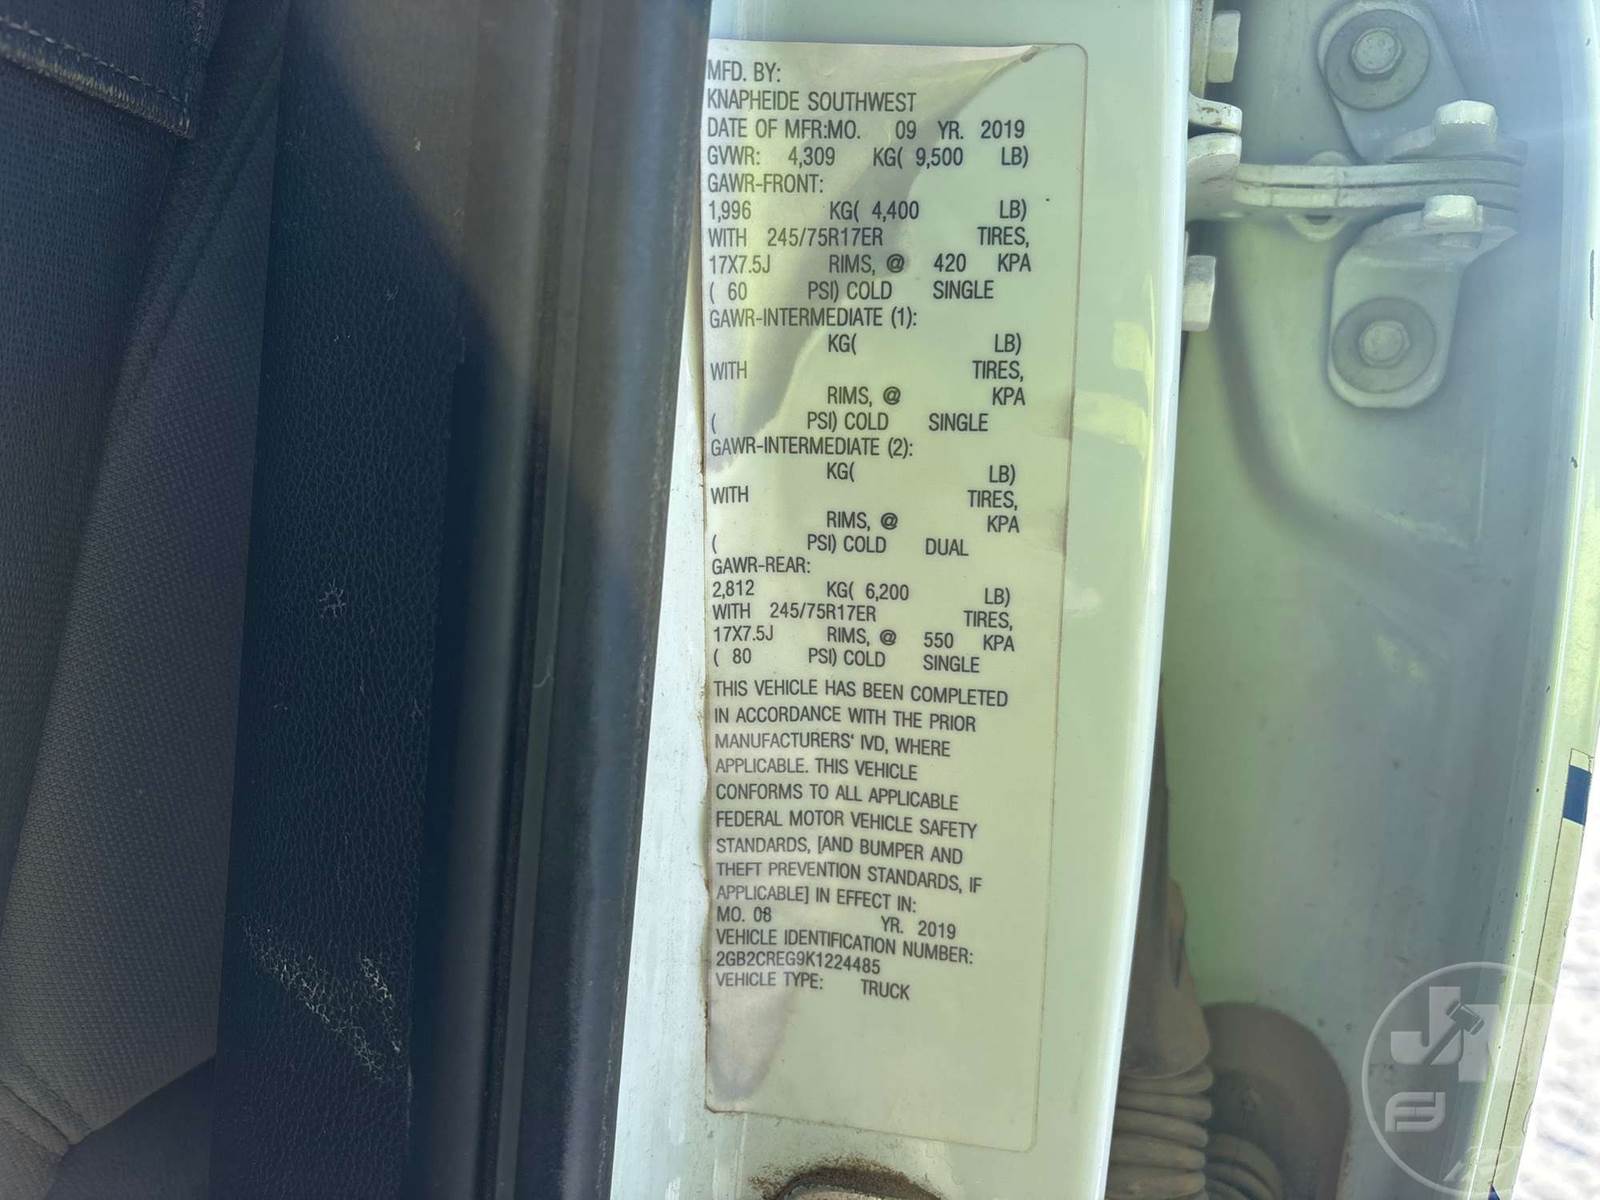 MFD. BY:
KNAPHEIDE SOUTHWEST
DATE OF MFR:MO. 09 YR. 2019
GVWR: 4,309 KG( 9,500 LB)
GAWR-FRONT:
1,996 KG( 4,400 LB)
WITH 245/75R17ER TIRES,
17X7.5J RIMS, @ 420 KPA
( 60 PSI) COLD SINGLE
GAWR-INTERMEDIATE (1):
KG( LB)
WITH TIRES,
RIMS, @ KPA
( PSI) COLD SINGLE
GAWR-INTERMEDIATE (2):
KG( LB)
WITH TIRES,
RIMS, @ KPA
( PSI) COLD DUAL
GAWR-REAR:
2,812 KG( 6,200 LB)
WITH 245/75R17ER TIRES,
17X7.5J RIMS, @ 550 KPA
( 80 PSI) COLD SINGLE
THIS VEHICLE HAS BEEN COMPLETED
IN ACCORDANCE WITH THE PRIOR
MANUFACTURERS' IVD, WHERE
APPLICABLE. THIS VEHICLE
CONFORMS TO ALL APPLICABLE
FEDERAL MOTOR VEHICLE SAFETY
STANDARDS, [AND BUMPER AND
THEFT PREVENTION STANDARDS, IF
APPLICABLE] IN EFFECT IN:
MO. 08 YR. 2019
VEHICLE IDENTIFICATION NUMBER:
2GB2CREG9K1224485
VEHICLE TYPE: TRUCK